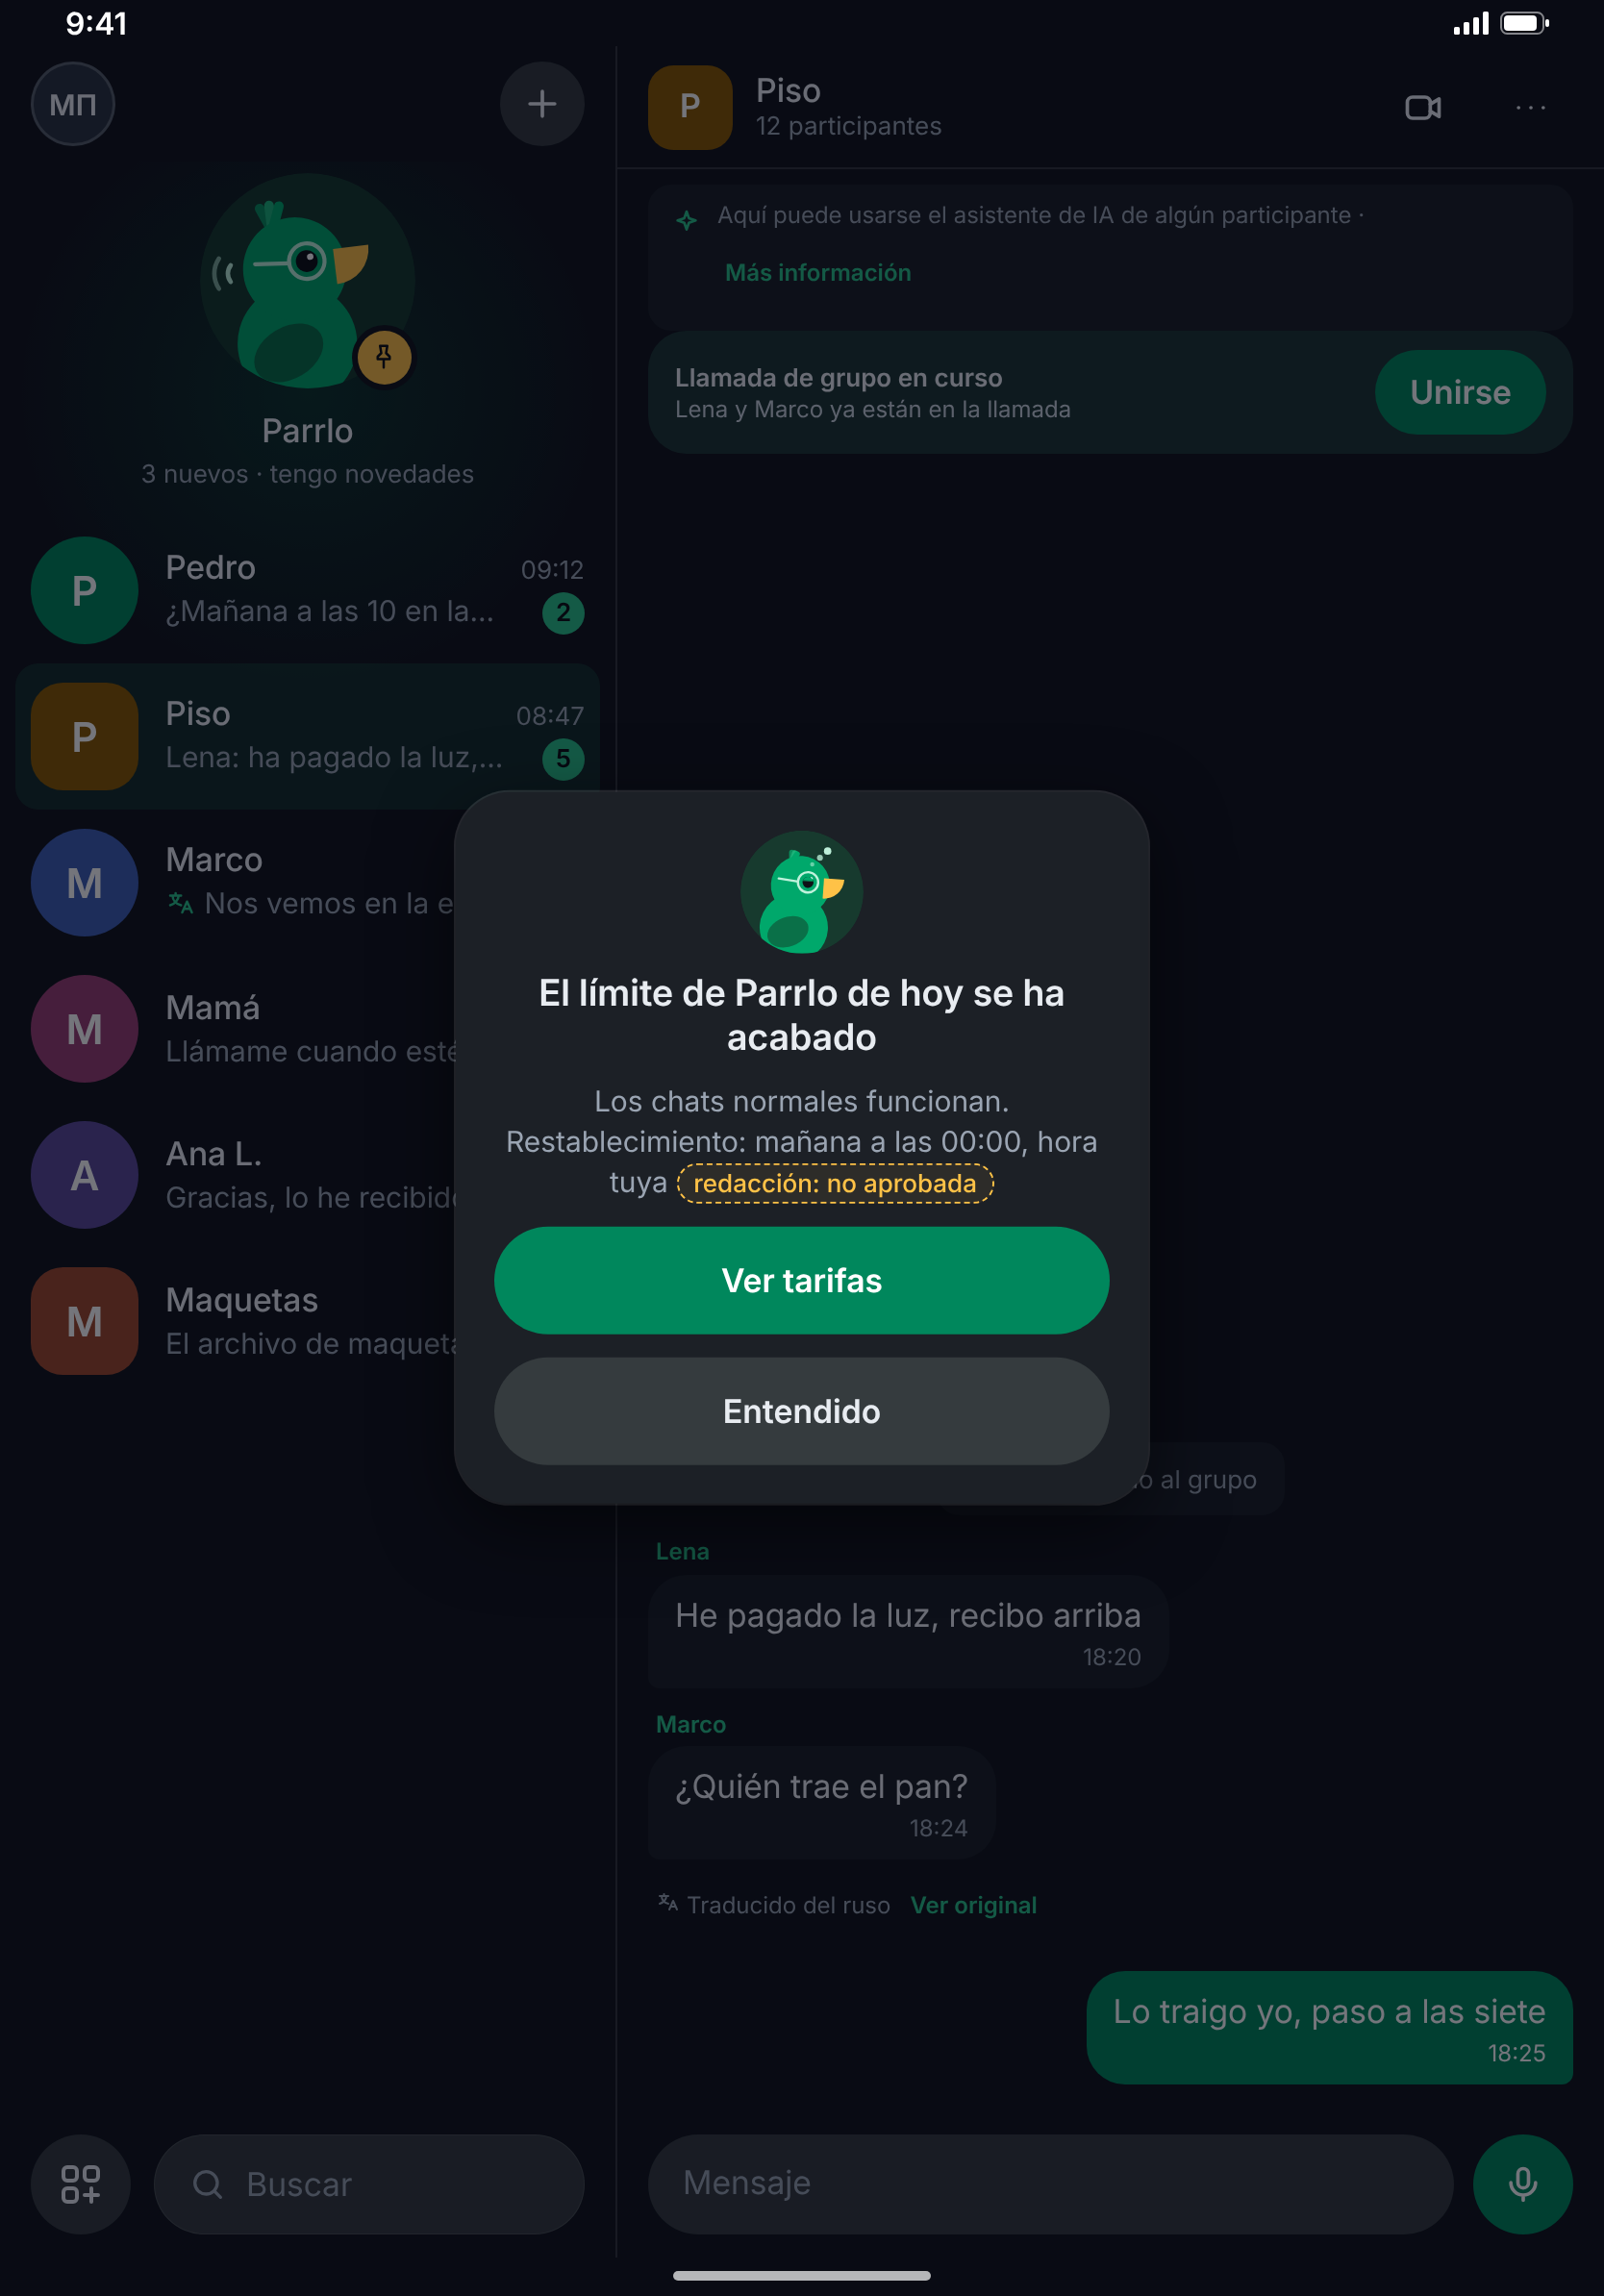 9:41
МП
Parrlo
3 nuevos · tengo novedades
P
Pedro
09:12
¿Mañana a las 10 en la...
2
P
Piso
08:47
Lena: ha pagado la luz,...
5
M
Marco
Nos vemos en la e
M
Mamá
Llámame cuando esté
A
Ana L.
Gracias, lo he recibido
M
Maquetas
El archivo de maqueta
Buscar
P
Piso
12 participantes
Aquí puede usarse el asistente de IA de algún participante ·
Más información
Llamada de grupo en curso
Lena y Marco ya están en la llamada
Unirse
El límite de Parrlo de hoy se ha
acabado
Los chats normales funcionan.
Restablecimiento: mañana a las 00:00, hora
tuya redacción: no aprobada
Ver tarifas
Entendido
al grupo
Lena
He pagado la luz, recibo arriba
18:20
Marco
¿Quién trae el pan?
18:24
Traducido del ruso Ver original
Lo traigo yo, paso a las siete
18:25
Mensaje